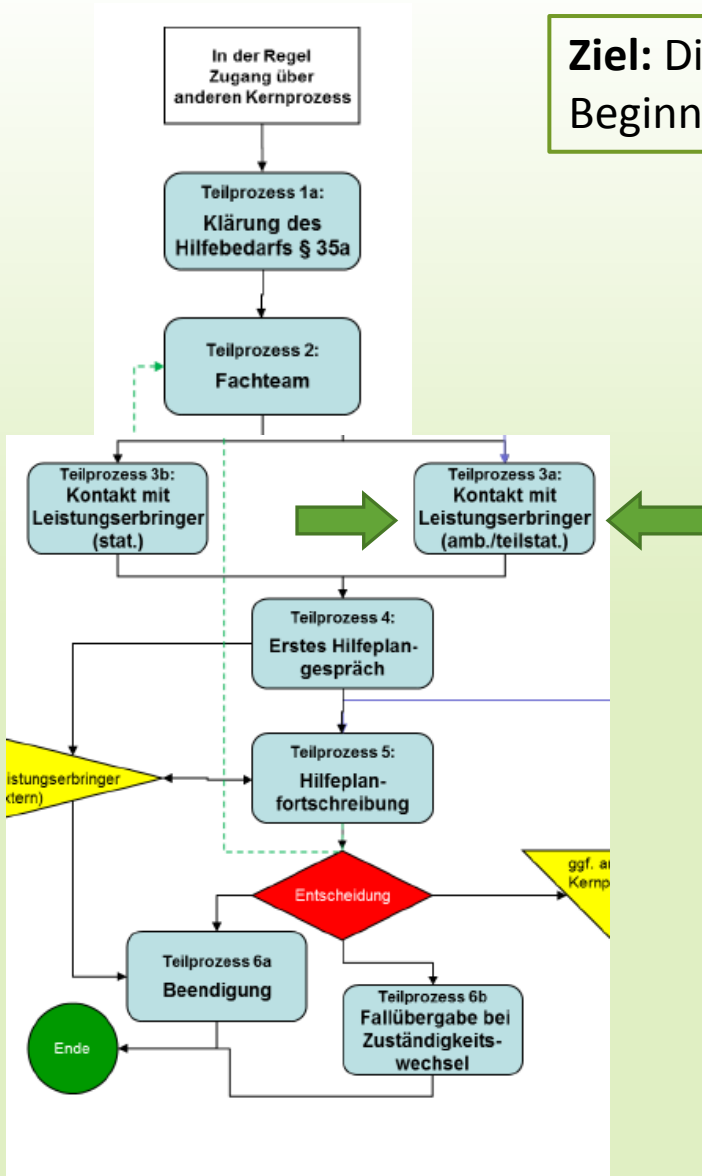 In der Regel
Zugang über
anderen Kernprozess
Ziel: Di
Beginn
Teilprozess 1a:
Klärung des
Hilfebedarfs § 35a
Teilprozess 2:
Fachteam
Teilprozess 3b:
Kontakt mit
Leistungserbringer
(stat.)
Teilprozess 3a:
Kontakt mit
Leistungserbringer
(amb./teilstat.)
Teilprozess 4:
Erstes Hilfeplan-
gespräch
Teilprozess 5:
Hilfeplan-
fortschreibung
istungserbringer
xtern)
Entscheidung
ggf. a
Kernp
Teilprozess 6a
Beendigung
Teilprozess 6b
Fallübergabe bei
Zuständigkeits-
wechsel
Ende